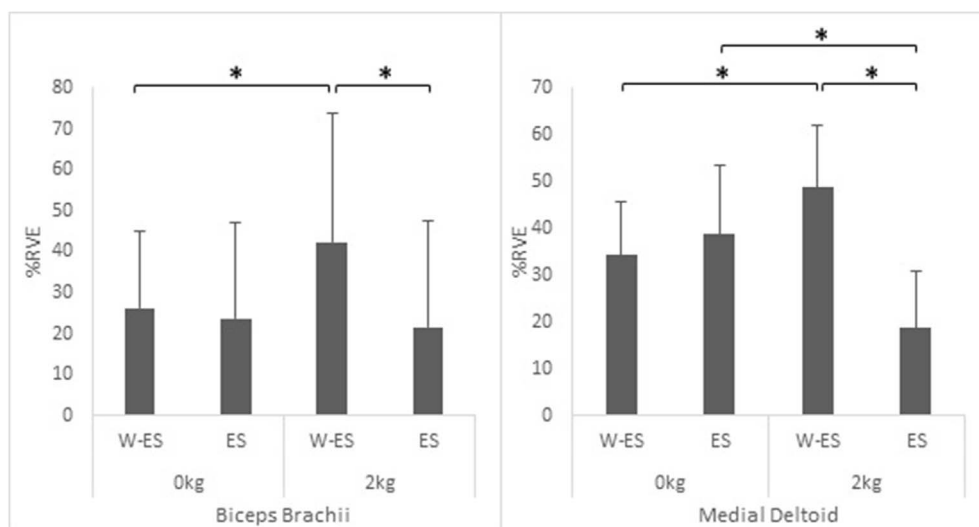 * *
80
70
60
50
40
30
20
10
0
%RVE
W-ES ES W-ES ES
0kg 2kg
Biceps Brachii
*
* *
70
60
50
40
30
20
10
0
%RVE
W-ES ES W-ES ES
0kg 2kg
Medial Deltoid